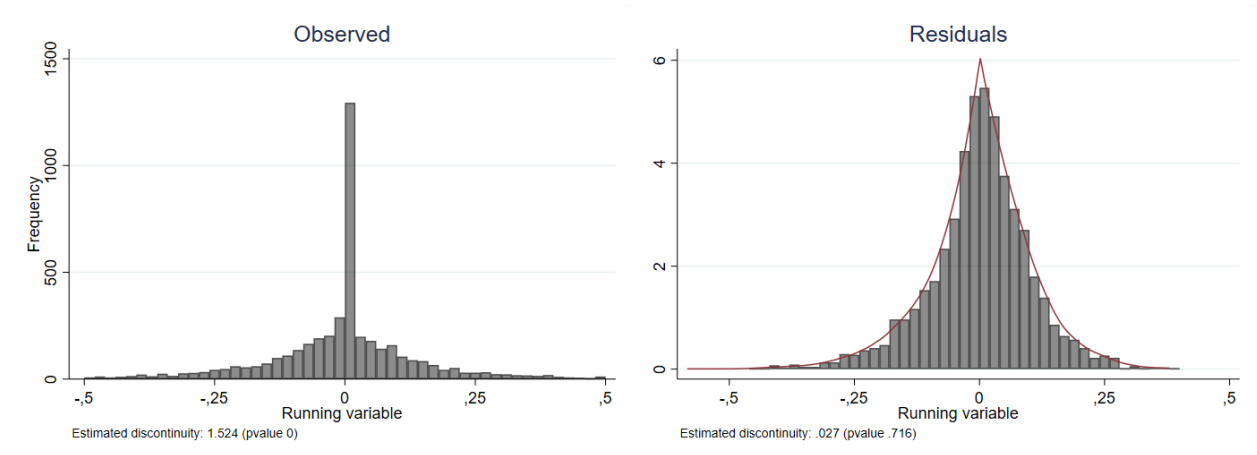 Observed
Frequency
1500
1000
500
0
-,5
-,25
0
,25
,5
Running variable
Estimated discontinuity: 1.524 (pvalue 0)
Residuals
6
4
2
0
-,5
-,25
0
,25
,5
Running variable
Estimated discontinuity: .027 (pvalue .716)